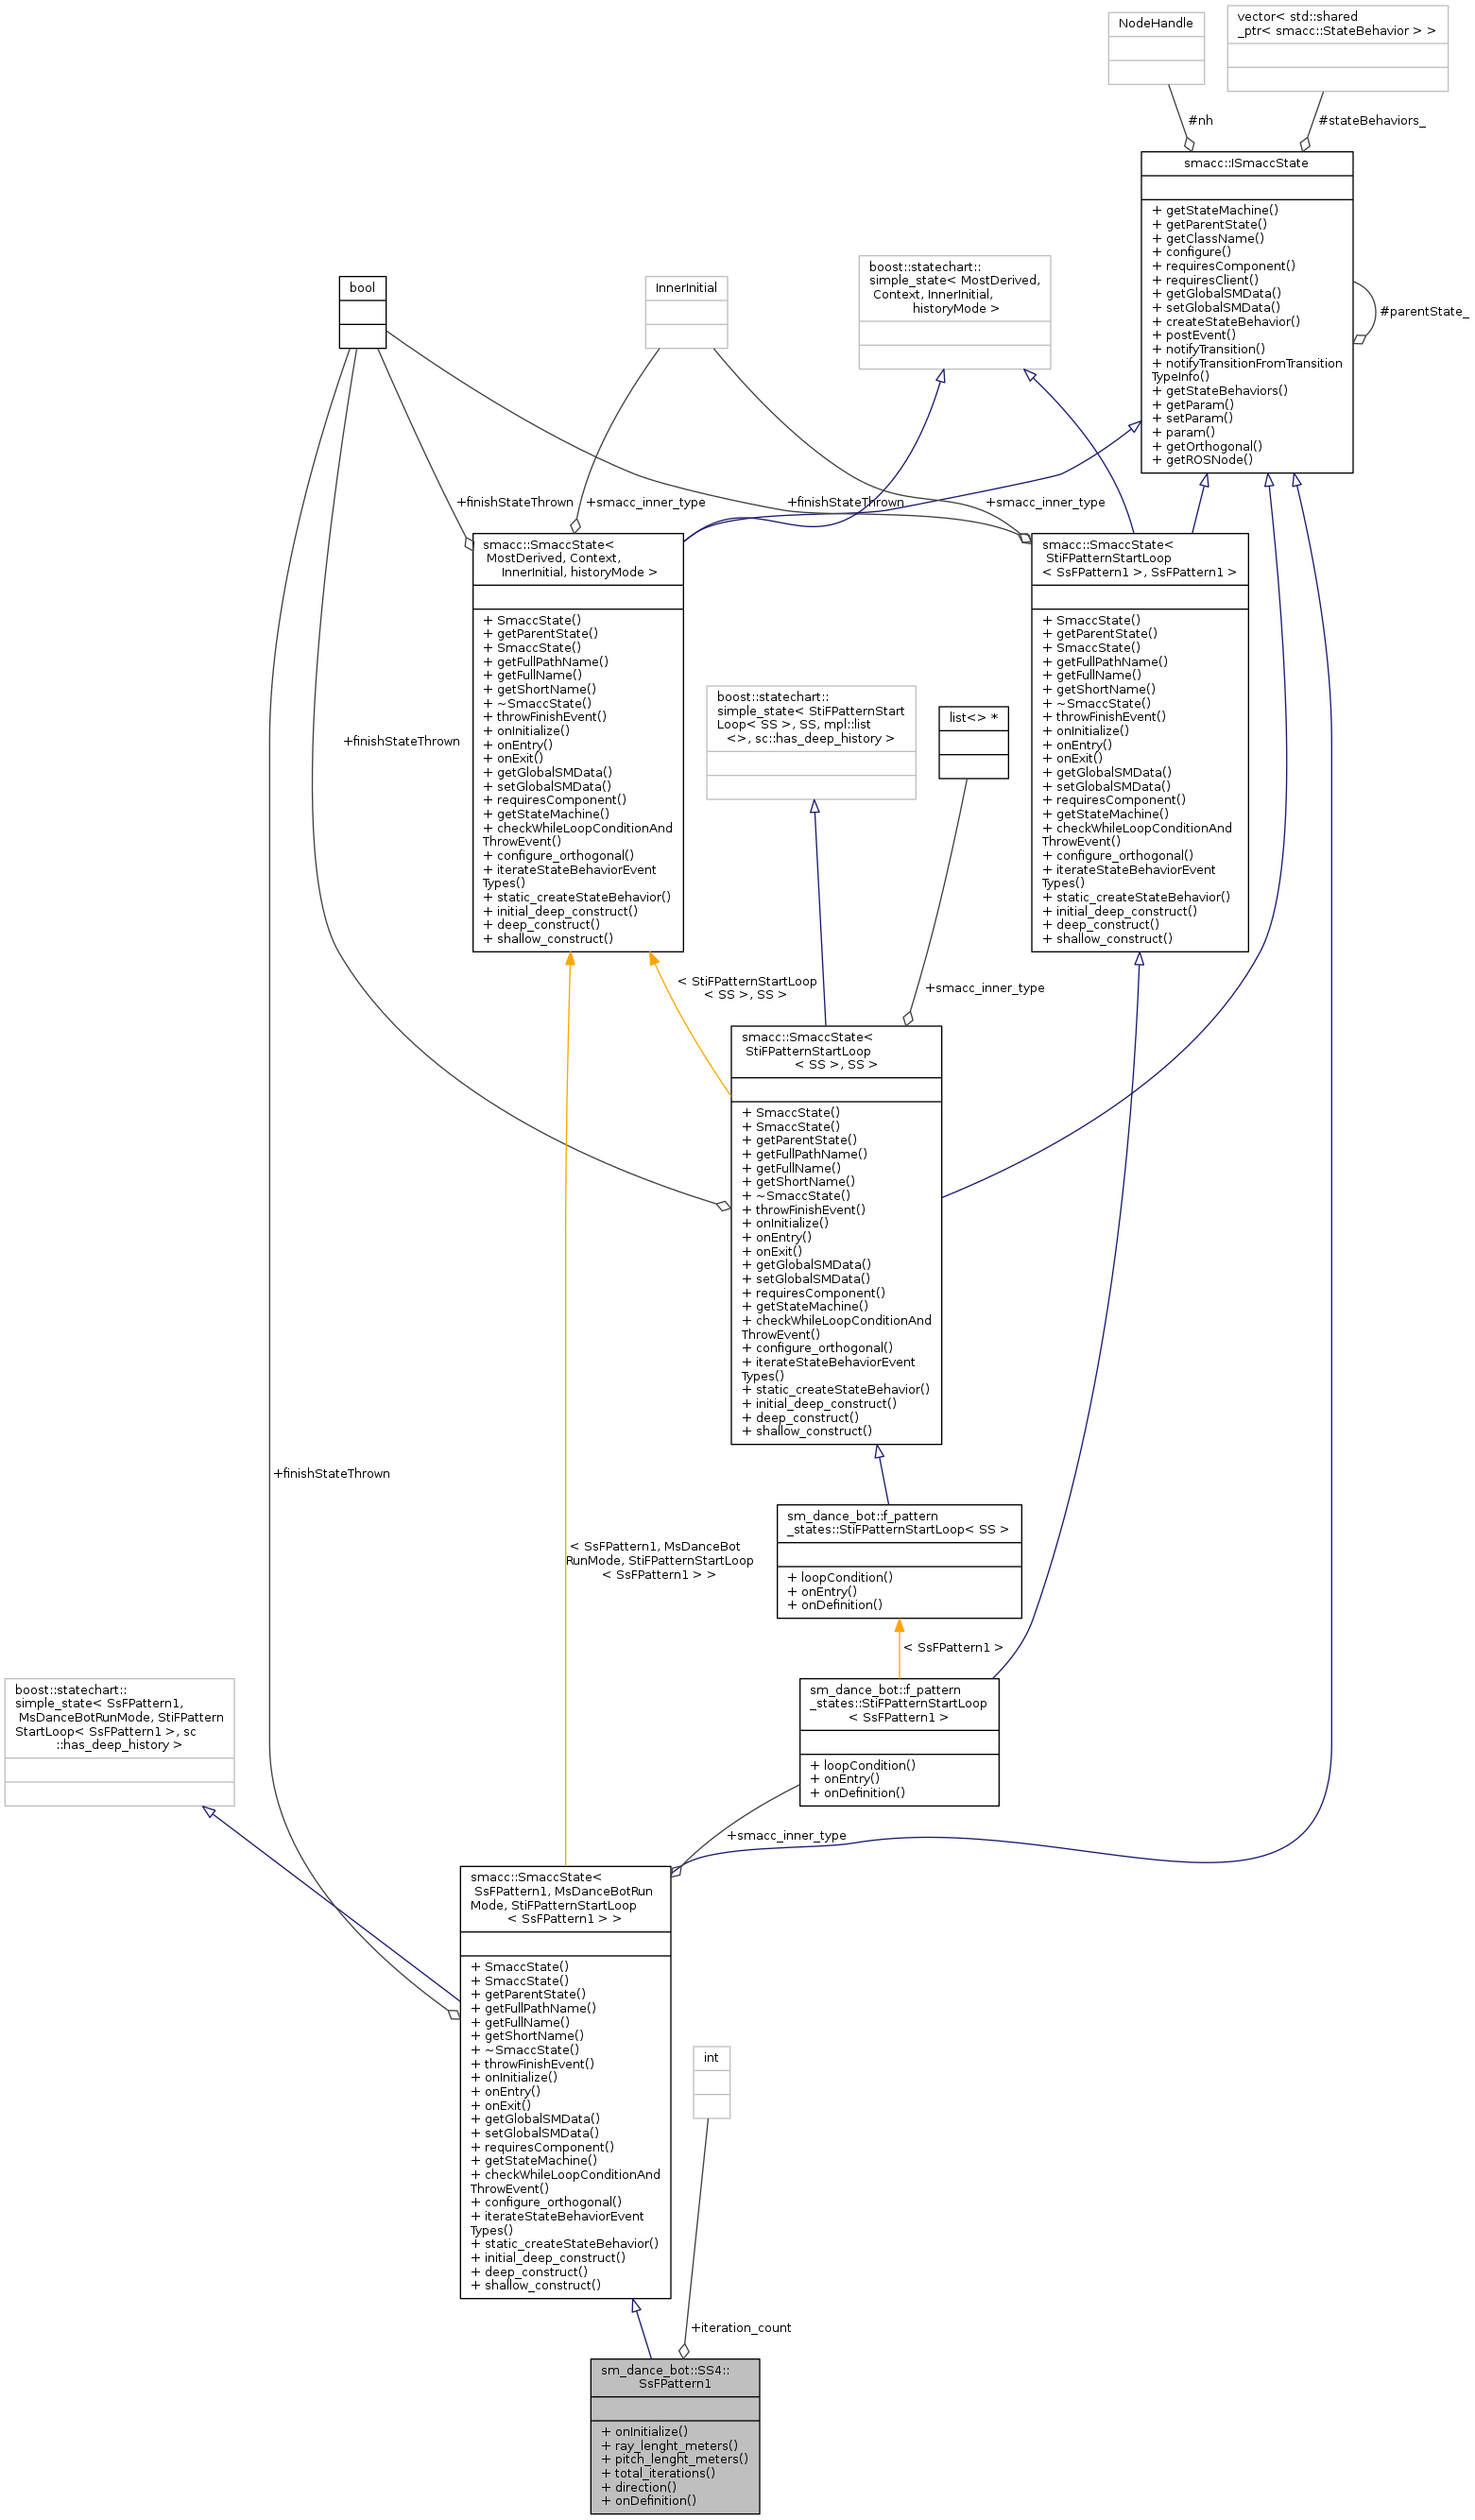 NodeHandle
vector< std::shared
_ptr< smacc::StateBehavior > >
#nh
#stateBehaviors_
smacc::ISmaccState
+ getStateMachine()
+ getParentState()
+ getClassName()
+ configure()
+ requiresComponent()
+ requiresClient()
+ getGlobalSMData()
+ setGlobalSMData()
+ createStateBehavior()
+ postEvent()
+ notifyTransition()
+ notifyTransitionFromTransition
TypeInfo()
+ getStateBehaviors()
+ getParam()
+ setParam()
+ param()
+ getOrthogonal()
+ getROSNode()
#parentState_
bool
InnerInitial
boost::statechart::
simple_state< MostDerived,
Context, InnerInitial,
historyMode >
+finishStateThrown
+smacc_inner_type
+finishStateThrown
+smacc_inner_type
smacc::SmaccState<
MostDerived, Context,
InnerInitial, historyMode >
+ SmaccState()
+ getParentState()
+ SmaccState()
+ getFullPathName()
+ getFullName()
+ getShortName()
+ ~SmaccState()
+ throwFinishEvent()
+ onInitialize()
+ onEntry()
+ onExit()
+ getGlobalSMData()
+ setGlobalSMData()
+ requiresComponent()
+ getStateMachine()
+ checkWhileLoopConditionAnd
ThrowEvent()
+ configure_orthogonal()
+ iterateStateBehaviorEvent
Types()
+ static_createStateBehavior()
+ initial_deep_construct()
+ deep_construct()
+ shallow_construct()
smacc::SmaccState<
StiFPatternStartLoop
< SsFPattern1 >, SsFPattern1 >
+ SmaccState()
+ getParentState()
+ SmaccState()
+ getFullPathName()
+ getFullName()
+ getShortName()
+ ~SmaccState()
+ throwFinishEvent()
+ onInitialize()
+ onEntry()
+ onExit()
+ getGlobalSMData()
+ setGlobalSMData()
+ requiresComponent()
+ getStateMachine()
+ checkWhileLoopConditionAnd
ThrowEvent()
+ configure_orthogonal()
+ iterateStateBehaviorEvent
Types()
+ static_createStateBehavior()
+ initial_deep_construct()
+ deep_construct()
+ shallow_construct()
+finishStateThrown
boost::statechart::
simple_state< StiFPatternStart
Loop< SS >, SS, mpl::list
<>, sc::has_deep_history >
list<> *
< StiFPatternStartLoop
< SS >, SS >
+smacc_inner_type
smacc::SmaccState<
StiFPatternStartLoop
< SS >, SS >
+ SmaccState()
+ SmaccState()
+ getParentState()
+ getFullPathName()
+ getFullName()
+ getShortName()
+ ~SmaccState()
+ throwFinishEvent()
+ onInitialize()
+ onEntry()
+ onExit()
+ getGlobalSMData()
+ setGlobalSMData()
+ requiresComponent()
+ getStateMachine()
+ checkWhileLoopConditionAnd
ThrowEvent()
+ configure_orthogonal()
+ iterateStateBehaviorEvent
Types()
+ static_createStateBehavior()
+ initial_deep_construct()
+ deep_construct()
+ shallow_construct()
+finishStateThrown
sm_dance_bot::f_pattern
_states::StiFPatternStartLoop< SS >
+ loopCondition()
+ onEntry()
+ onDefinition()
< SsFPattern1, MsDanceBot
RunMode, StiFPatternStartLoop
< SsFPattern1 > >
< SsFPattern1 >
sm_dance_bot::f_pattern
_states::StiFPatternStartLoop
< SsFPattern1 >
+ loopCondition()
+ onEntry()
+ onDefinition()
boost::statechart::
simple_state< SsFPattern1,
MsDanceBotRunMode, StiFPattern
StartLoop< SsFPattern1 >, sc
::has_deep_history >
+smacc_inner_type
smacc::SmaccState<
SsFPattern1, MsDanceBotRun
Mode, StiFPatternStartLoop
< SsFPattern1 > >
+ SmaccState()
+ SmaccState()
+ getParentState()
+ getFullPathName()
+ getFullName()
+ getShortName()
+ ~SmaccState()
+ throwFinishEvent()
+ onInitialize()
+ onEntry()
+ onExit()
+ getGlobalSMData()
+ setGlobalSMData()
+ requiresComponent()
+ getStateMachine()
+ checkWhileLoopConditionAnd
ThrowEvent()
+ configure_orthogonal()
+ iterateStateBehaviorEvent
Types()
+ static_createStateBehavior()
+ initial_deep_construct()
+ deep_construct()
+ shallow_construct()
int
+iteration_count
sm_dance_bot::SS4::
SsFPattern1
+ onInitialize()
+ ray_lenght_meters()
+ pitch_lenght_meters()
+ total_iterations()
+ direction()
+ onDefinition()